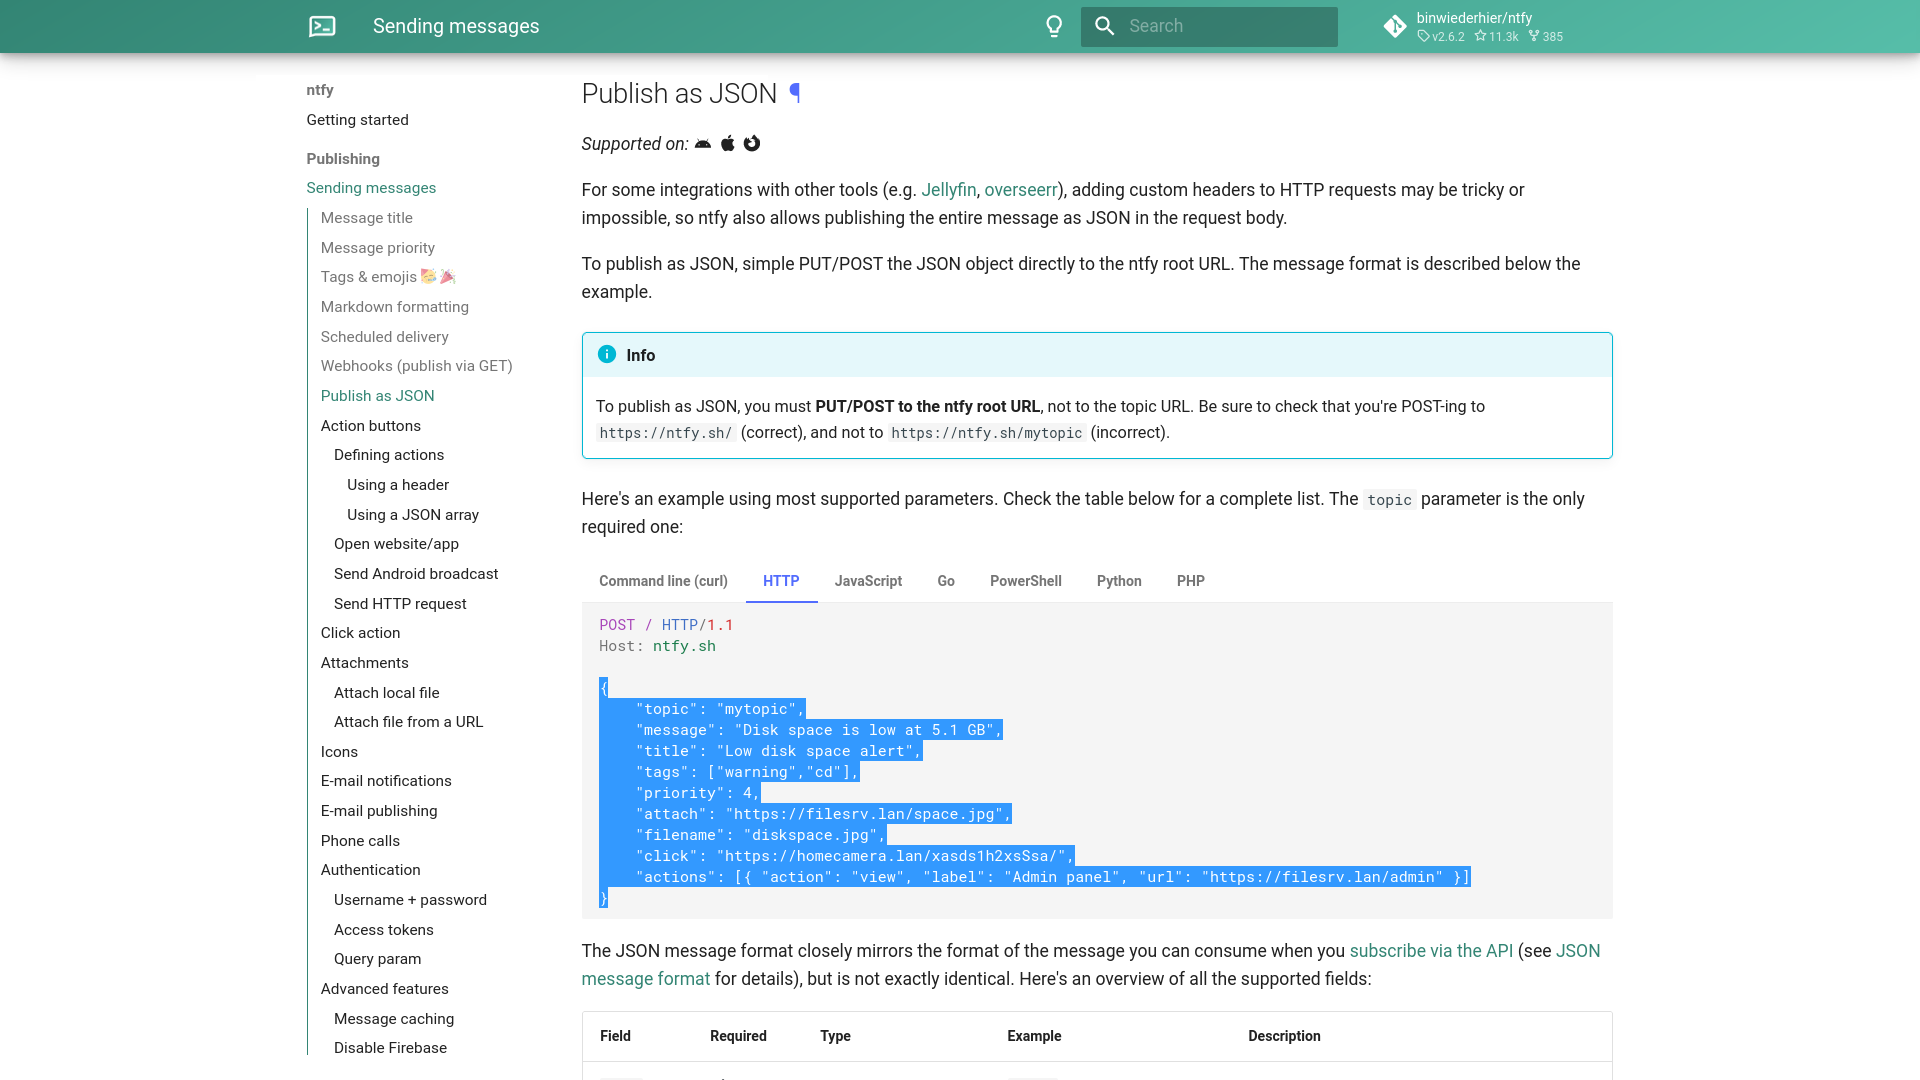 Sending messages
Search
binwiederhier/ntfy
v2.6.2 11.3k 385
ntfy
Getting started
Publishing
Sending messages
Message title
Message priority
Tags & emojis 🥳 🎉
Markdown formatting
Scheduled delivery
Webhooks (publish via GET)
Publish as JSON
Action buttons
Defining actions
Using a header
Using a JSON array
Open website/app
Send Android broadcast
Send HTTP request
Click action
Attachments
Attach local file
Attach file from a URL
Icons
E-mail notifications
E-mail publishing
Phone calls
Authentication
Username + password
Access tokens
Query param
Advanced features
Message caching
Disable Firebase
Publish as JSON ¶
Supported on:
For some integrations with other tools (e.g. Jellyfin, overseerr), adding custom headers to HTTP requests may be tricky or
impossible, so ntfy also allows publishing the entire message as JSON in the request body.
To publish as JSON, simple PUT/POST the JSON object directly to the ntfy root URL. The message format is described below the
example.
Info
To publish as JSON, you must PUT/POST to the ntfy root URL, not to the topic URL. Be sure to check that you're POST-ing to
https://ntfy.sh/ (correct), and not to https://ntfy.sh/mytopic (incorrect).
Here's an example using most supported parameters. Check the table below for a complete list. The topic parameter is the only
required one:
Command line (curl) HTTP JavaScript Go PowerShell Python PHP
POST / HTTP/1.1
Host: ntfy.sh
{
"topic": "mytopic",
"message": "Disk space is low at 5.1 GB",
"title": "Low disk space alert",
"tags": ["warning","cd"],
"priority": 4,
"attach": "https://filesrv.lan/space.jpg",
"filename": "diskspace.jpg",
"click": "https://homecamera.lan/xasds1h2xsSsa/",
"actions": [{ "action": "view", "label": "Admin panel", "url": "https://filesrv.lan/admin" }]
}
The JSON message format closely mirrors the format of the message you can consume when you subscribe via the API (see JSON
message format for details), but is not exactly identical. Here's an overview of all the supported fields:
Field Required Type Example Description